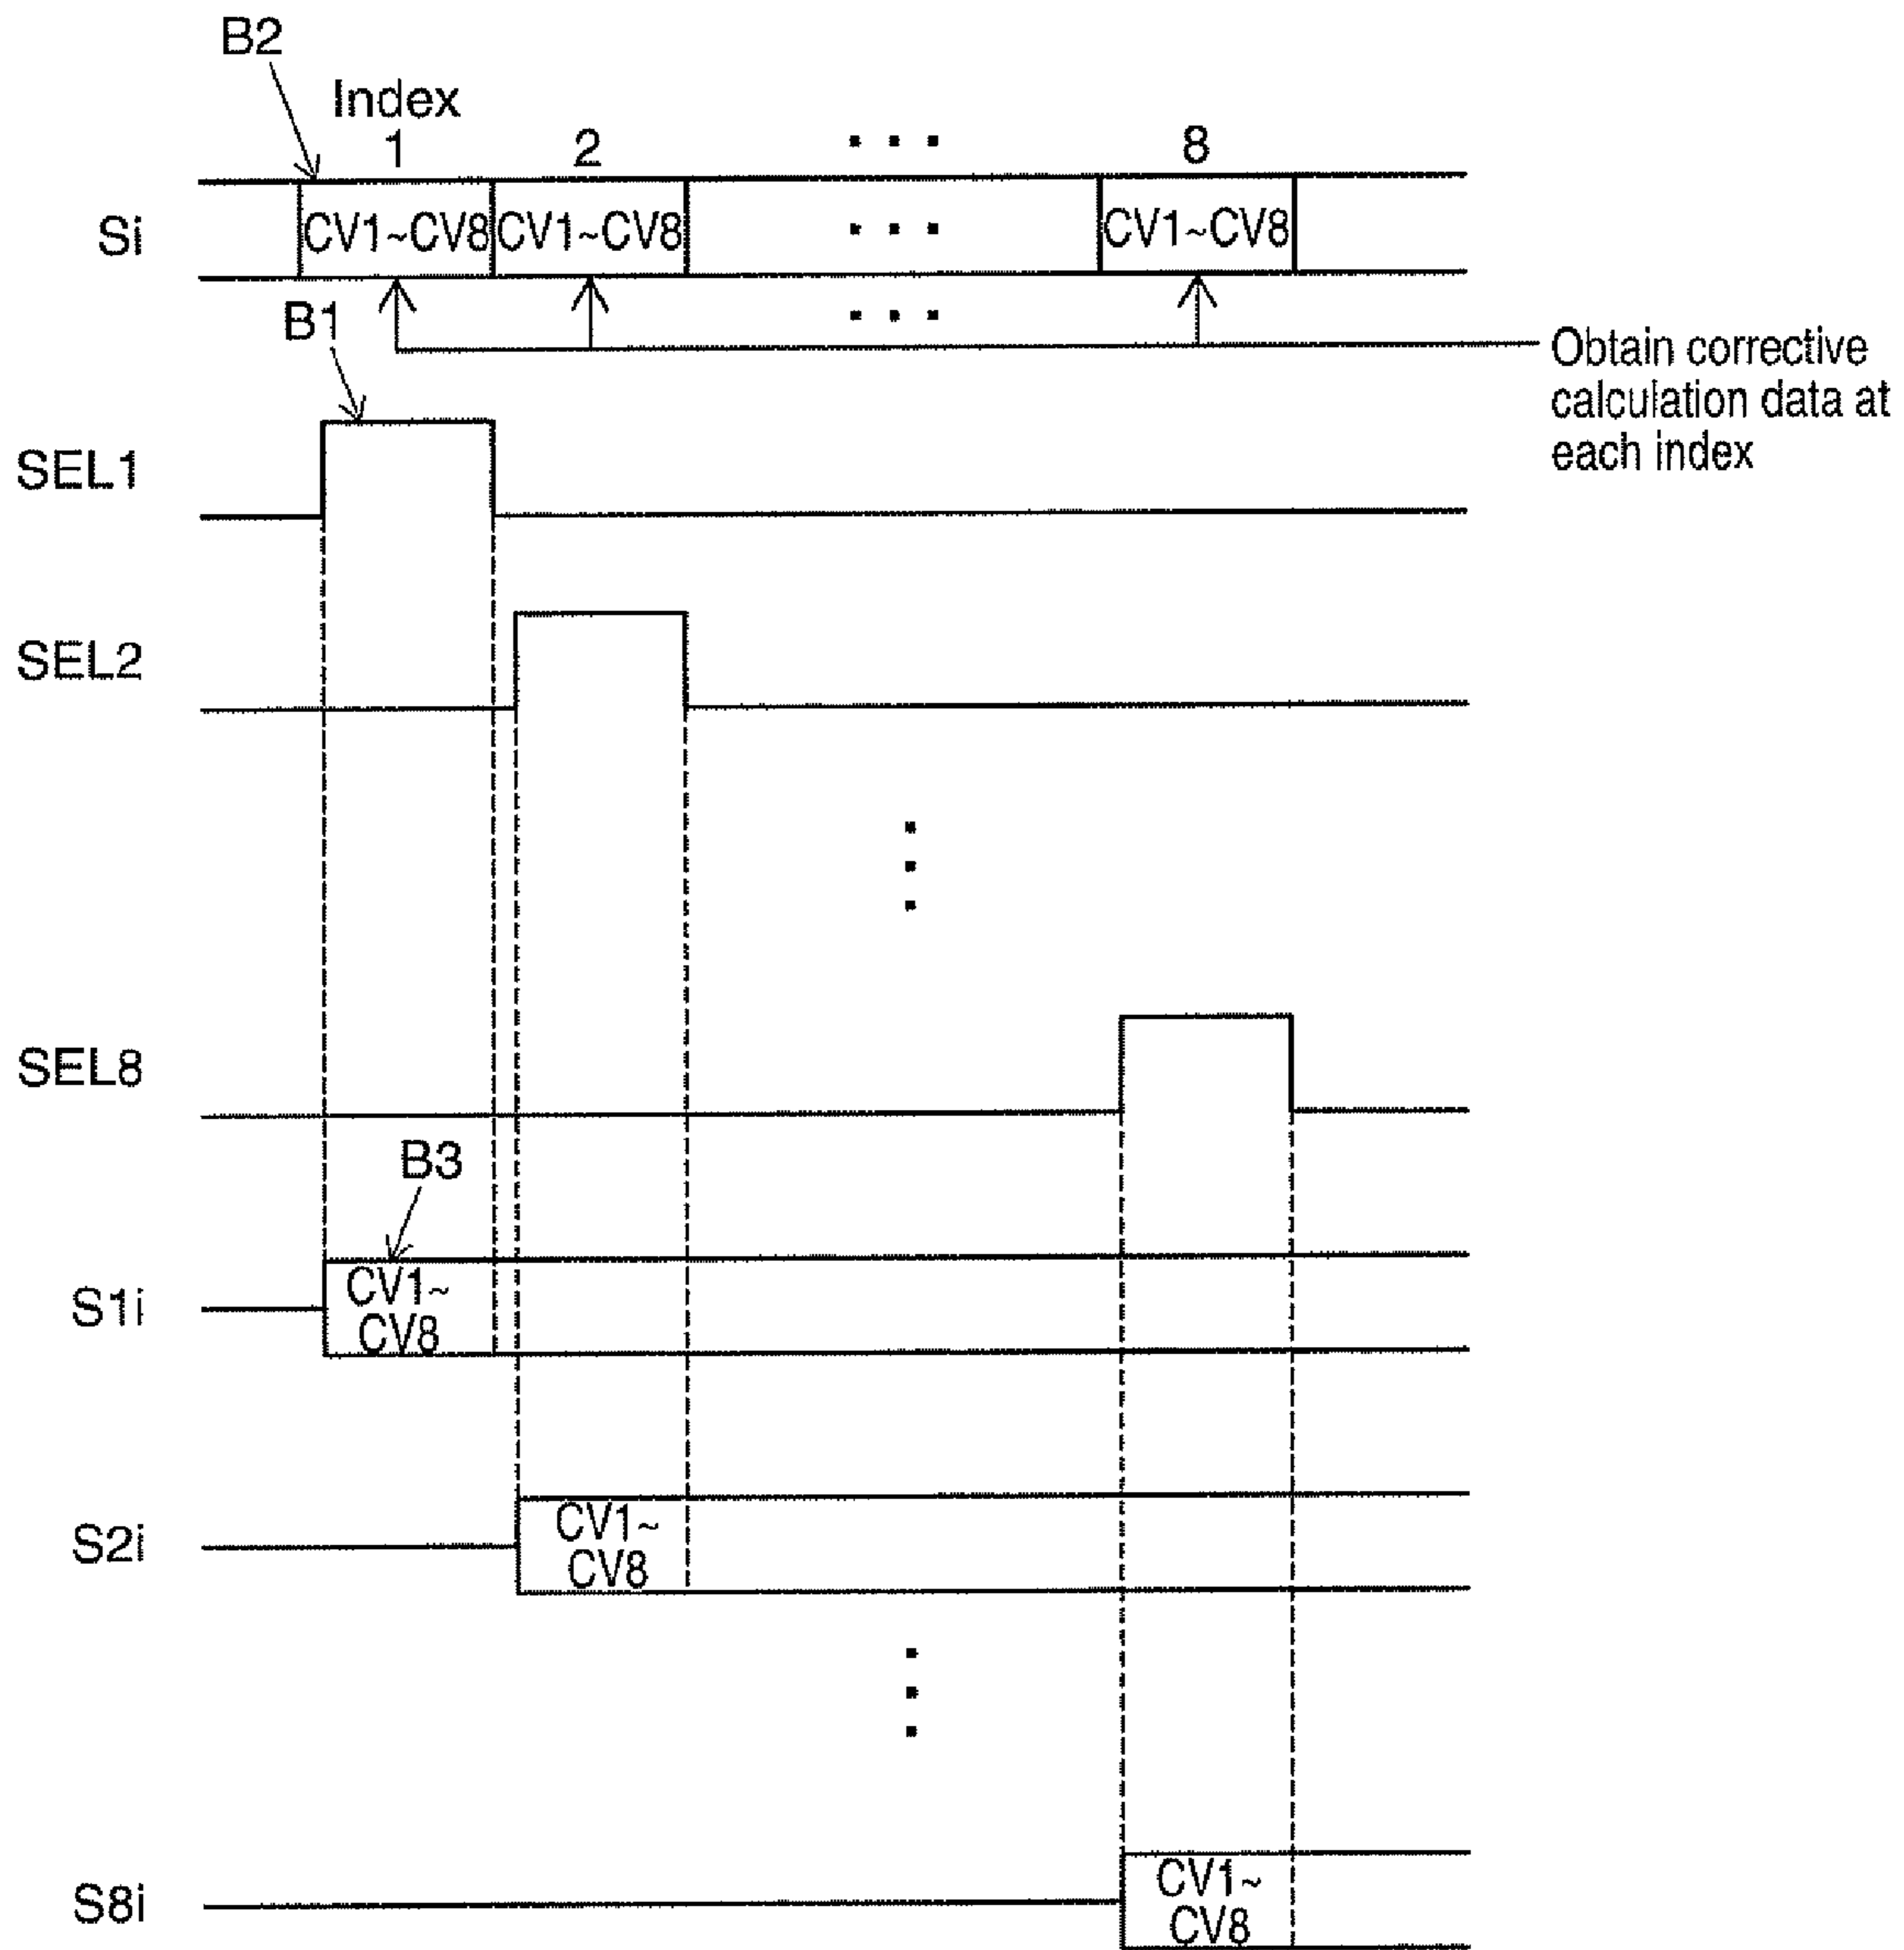 B2
Index
1 2 ・・・ 8
Si CV1~CV8 CV1~CV8 ・・・ CV1~CV8
B1 ・・・
Obtain corrective
calculation data at
each index
SEL1
SEL2
SEL8
B3
S1i CV1~
CV8
S2i CV1~
CV8
S8i CV1~
CV8